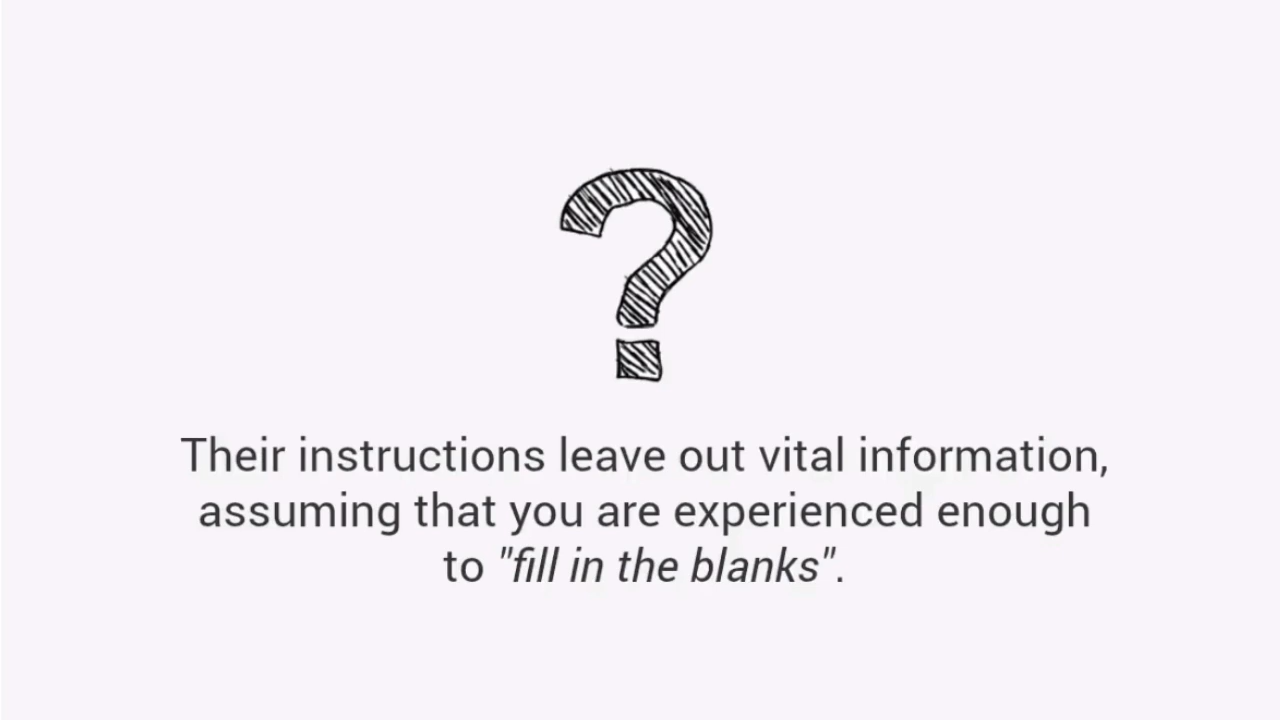 Their instructions leave out vital information,
assuming that you are experienced enough
to "fill in the blanks".